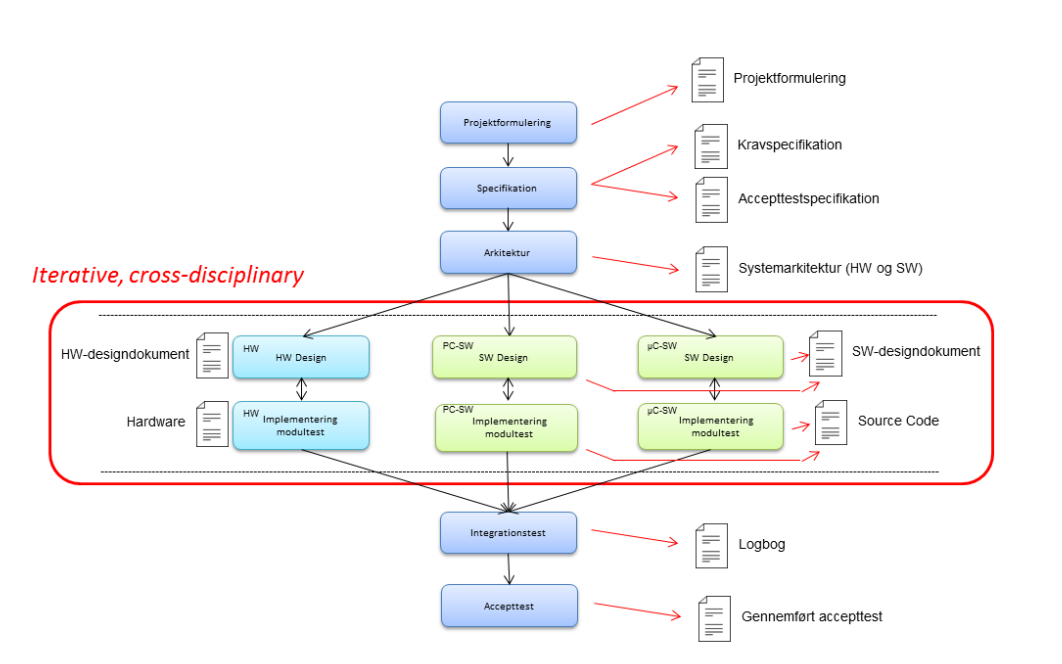 Projektformulering
Projektformulering
Kravspecifikation
Specifikation
Accepttestspecifikation
Arkitektur
Systemarkitektur (HW og SW)
Iterative, cross-disciplinary
HW-designdokument
HW
HW Design
PC-SW
SW Design
µC-SW
SW Design
SW-designdokument
Hardware
HW
Implementering
modultest
PC-SW
Implementering
modultest
µC-SW
Implementering
modultest
Source Code
Integrationstest
Logbog
Accepttest
Gennemført accepttest